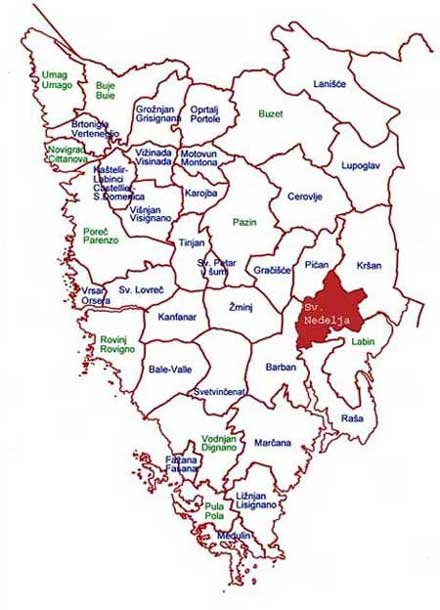 Umag
Umago
Buje
Buie
Lanišće
Grožnjan
Grisignana
Oprtalj
Portole
Buzet
Brtonigla
Verteneglio
Novigrad
Cittanova
Vižinada
Visinada
Motovun
Montona
Lupoglav
Kaštelir-
Labinci
Castellier-
S.Domenica
Karojba
Cerovlje
Višnjan
Visignano
Pazin
Poreč
Parenzo
Tinjan
Sv. Petar
u šumi
Gračišće
Pićan
Kršan
Vrsar
Orsera
Sv. Lovreč
Kanfanar
Žminj
Sv.
Nedelja
Rovinj
Rovigno
Labin
Bale-Valle
Svetvinčenat
Barban
Raša
Vodnjan
Dignano
Marčana
Fažana
Fasana
Ližnjan
Lisignano
Pula
Pola
Medulin